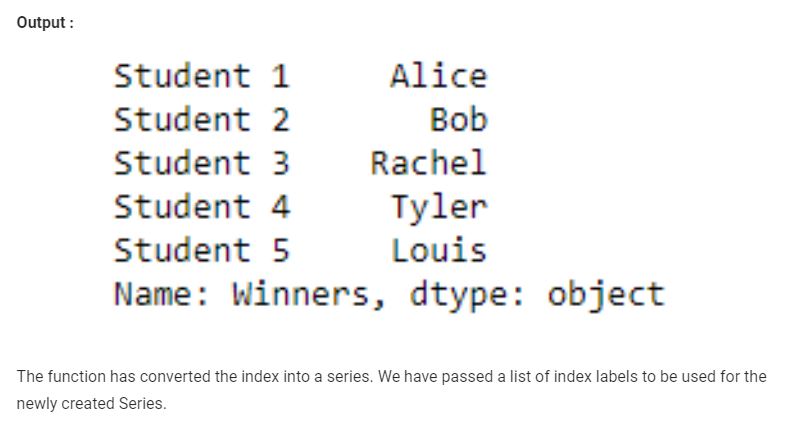 Output :
Student 1 Alice
Student 2 Bob
Student 3 Rachel
Student 4 Tyler
Student 5 Louis
Name: Winners, dtype: object
The function has converted the index into a series. We have passed a list of index labels to be used for the
newly created Series.